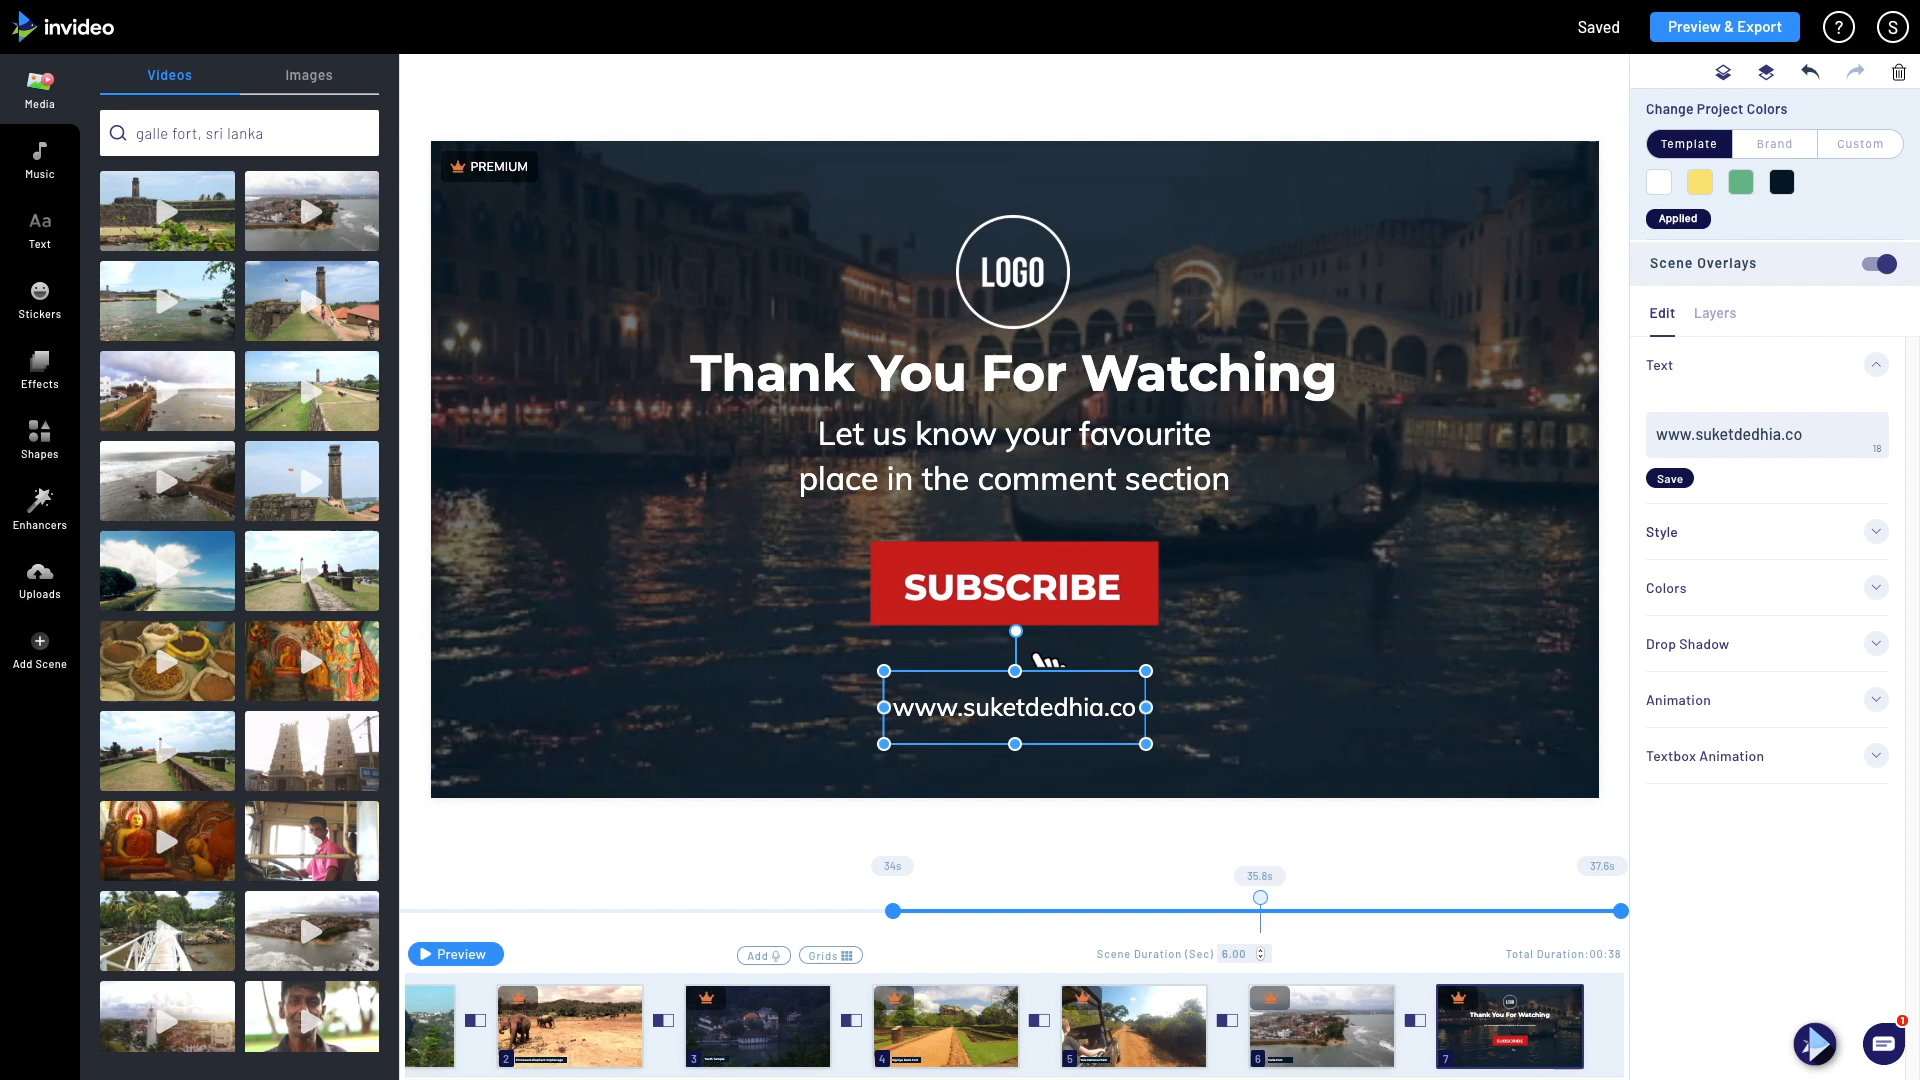 invideo
Saved
Preview & Export
?
S
Media
Music
Aa
Text
Stickers
Effects
Shapes
Enhancers
Uploads
Add Scene
Videos
Images
galle fort, sri lanka
PREMIUM
LOGO
Thank You For Watching
Let us know your favourite
place in the comment section
SUBSCRIBE
www.suketdedhia.co
34s
35.8s
37.6s
Preview
Add
Grids
Scene Duration (Sec)
6.00
Total Duration:00:38
2
3
4
5
6
7
LOGO
Thank You For Watching
SUBSCRIBE
Change Project Colors
Template
Brand
Custom
Applied
Scene Overlays
Edit
Layers
Text
www.suketdedhia.co
18
Save
Style
Colors
Drop Shadow
Animation
Textbox Animation
1